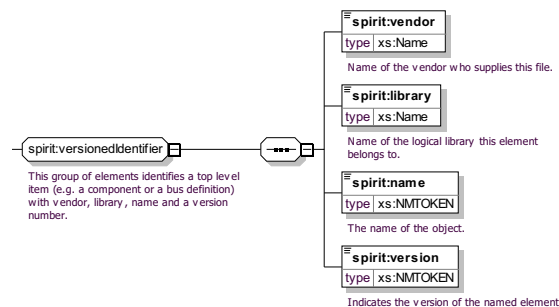 spirit:vendor
type xs:Name
Name of the vendor who supplies this file.
spirit:library
type xs:Name
Name of the logical library this element
belongs to.
spirit:versionedIdentifier
This group of elements identifies a top level
item (e.g. a component or a bus definition)
with vendor, library, name and a version
number.
spirit:name
type xs:NMTOKEN
The name of the object.
spirit:version
type xs:NMTOKEN
Indicates the version of the named element